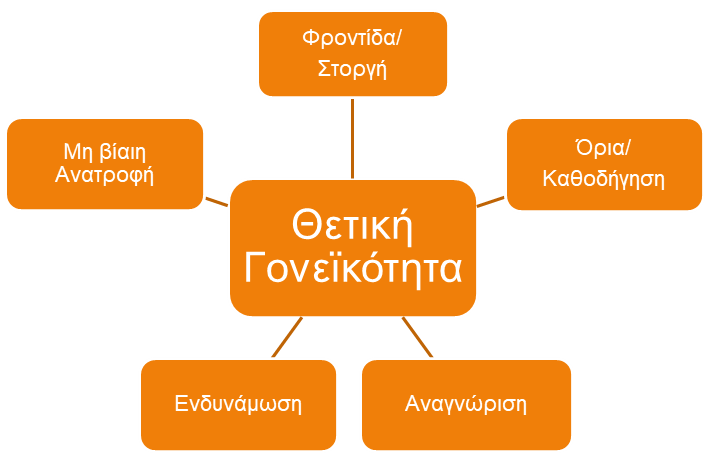 Φροντίδα/
Στοργή
Μη βίαιη
Ανατροφή
Όρια/
Καθοδήγηση
Θετική
Γονεϊκότητα
Ενδυνάμωση
Αναγνώριση